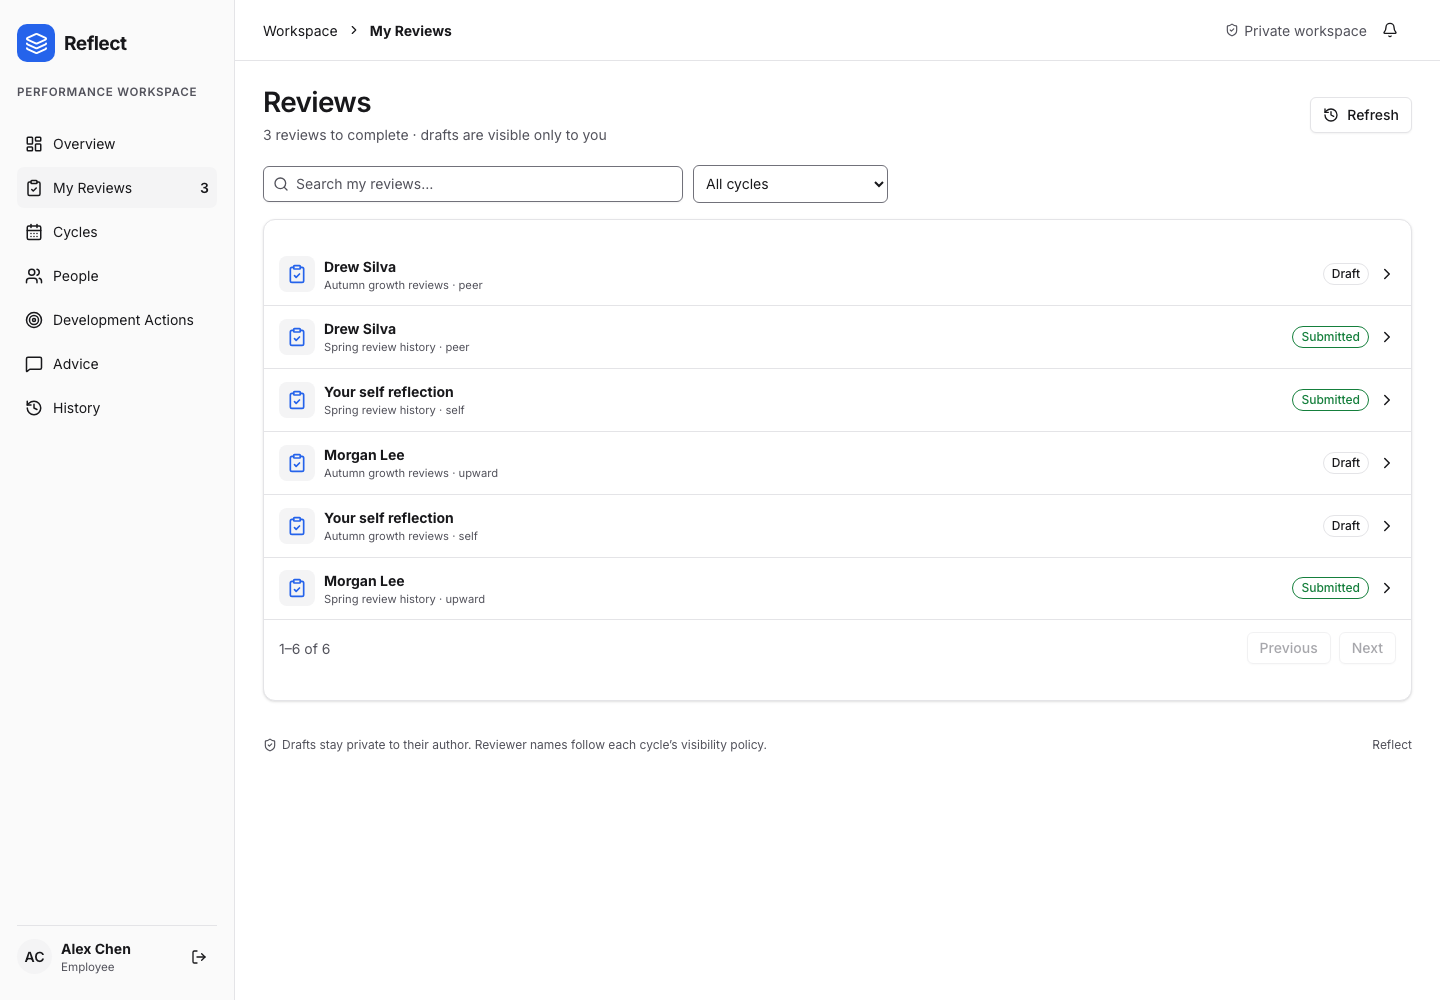 Reflect
PERFORMANCE WORKSPACE
Overview
My Reviews 3
Cycles
People
Development Actions
Advice
History
AC
Alex Chen
Employee
Workspace My Reviews
Private workspace
Reviews
3 reviews to complete · drafts are visible only to you
Refresh
Search my reviews...
All cycles
Drew Silva
Autumn growth reviews · peer
Draft
Drew Silva
Spring review history · peer
Submitted
Your self reflection
Spring review history · self
Submitted
Morgan Lee
Autumn growth reviews · upward
Draft
Your self reflection
Autumn growth reviews · self
Draft
Morgan Lee
Spring review history · upward
Submitted
1–6 of 6
Previous Next
Drafts stay private to their author. Reviewer names follow each cycle’s visibility policy.
Reflect